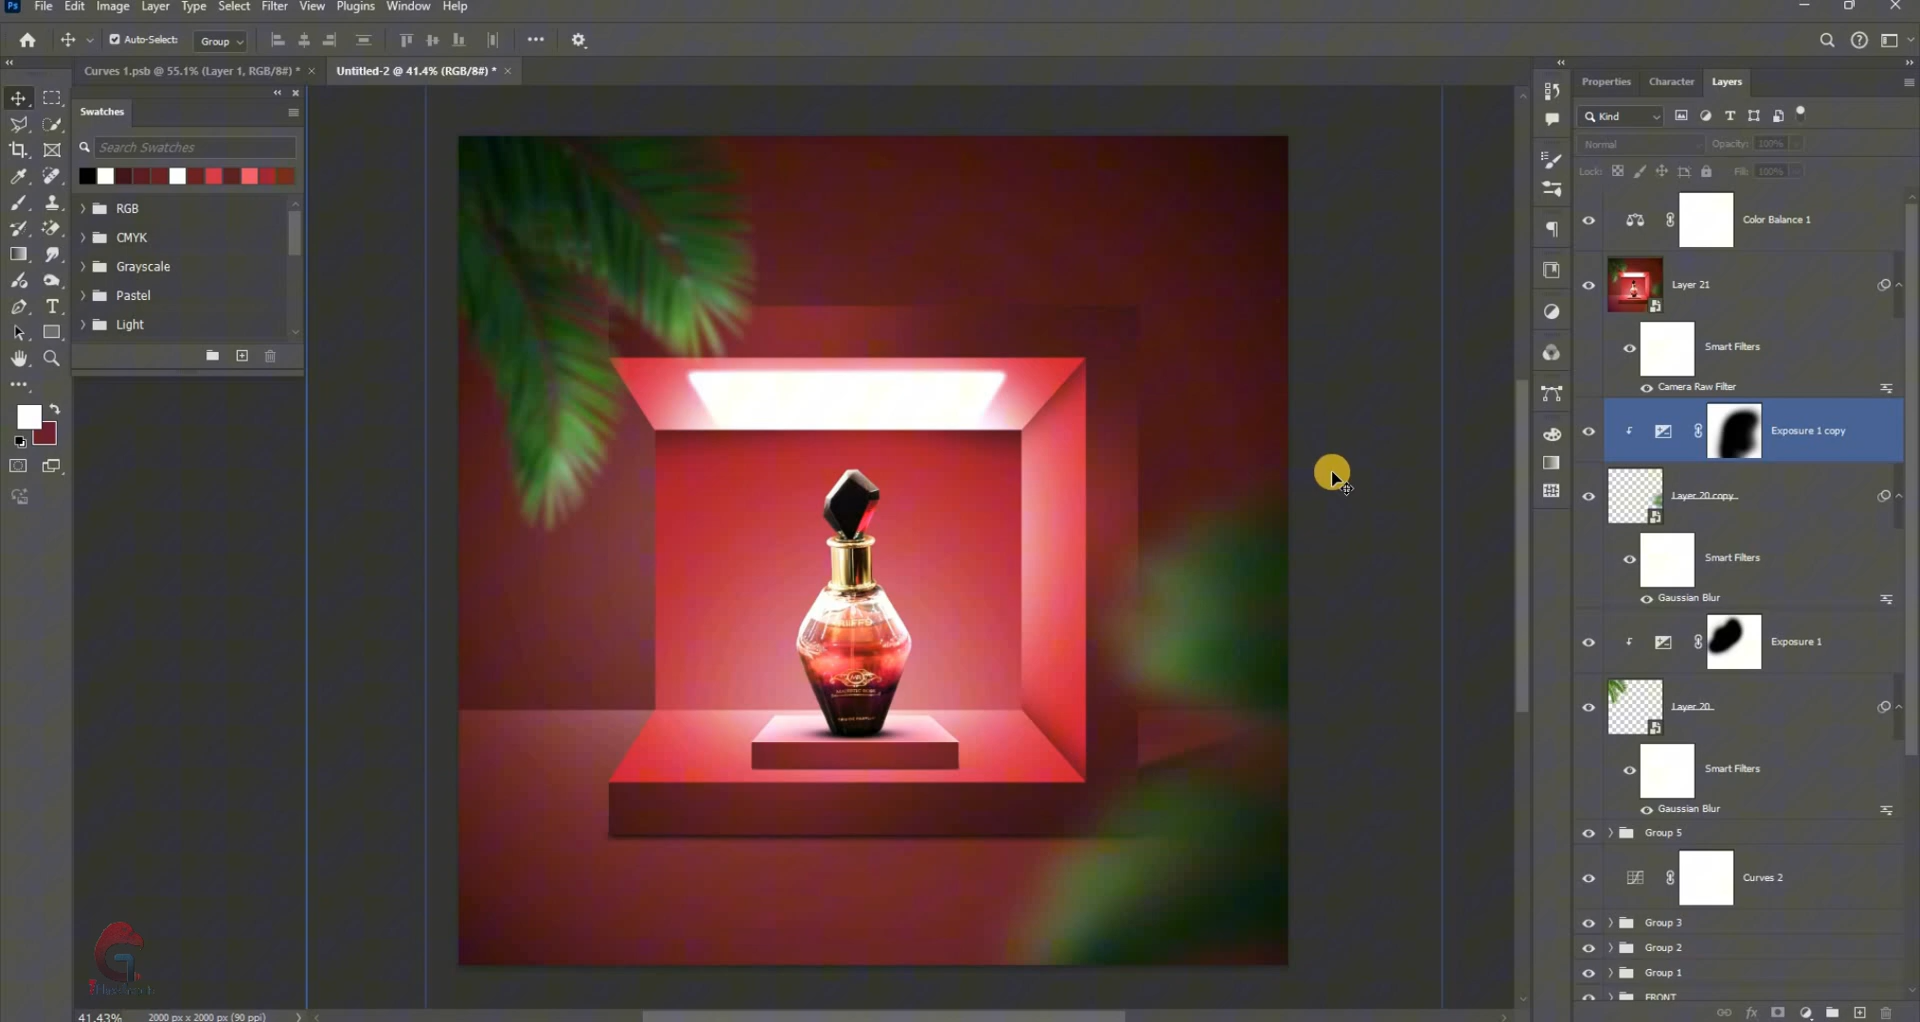 Ps File Edit Image Layer Type Select Filter View Plugins Window Help
Auto-Select: Group
Curves 1.psb @ 55.1% (Layer 1, RGB/8#) *
Untitled-2 @ 41.4% (RGB/8#) *
Swatches
Search Swatches
RGB
CMYK
Grayscale
Pastel
Light
Properties Character Layers
Kind
Normal Opacity: 100%
Lock: Fill: 100%
Color Balance 1
Layer 21
Smart Filters
Camera Raw Filter
Exposure 1 copy
Layer 20 copy
Smart Filters
Gaussian Blur
Exposure 1
Layer 20
Smart Filters
Gaussian Blur
Group 5
Curves 2
Group 3
Group 2
Group 1
FRONT
41.43% 2000 px x 2000 px (90 ppi)